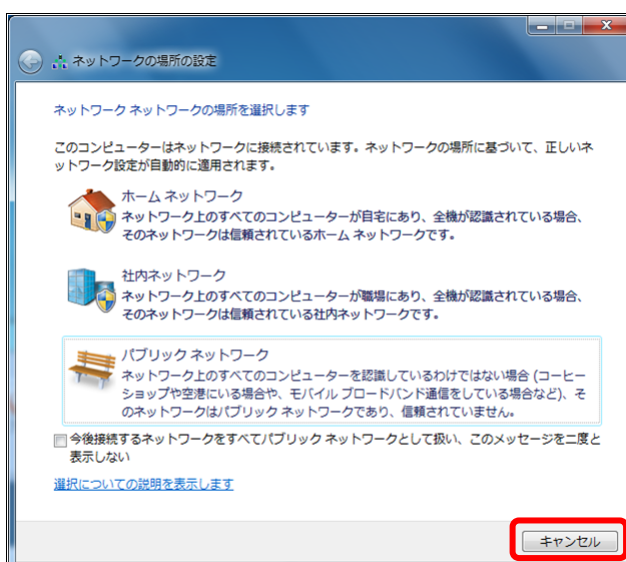 ネットワークの場所の設定
ネットワーク ネットワークの場所を選択します
このコンピューターはネットワークに接続されています。ネットワークの場所に基づいて、正しいネ
ットワーク設定が自動的に適用されます。
ホーム ネットワーク
ネットワーク上のすべてのコンピューターが自宅にあり、全機が認識されている場合、
そのネットワークは信頼されているホーム ネットワークです。
社内ネットワーク
ネットワーク上のすべてのコンピューターが職場にあり、全機が認識されている場合、
そのネットワークは信頼されている社内ネットワークです。
パブリック ネットワーク
ネットワーク上のすべてのコンピューターを認識しているわけではない場合 (コーヒー
ショップや空港にいる場合や、モバイル ブロードバンド通信をしている場合など)、そ
のネットワークはパブリック ネットワークであり、信頼されていません。
今後接続するネットワークをすべてパブリック ネットワークとして扱い、このメッセージを二度と
表示しない
選択についての説明を表示します
キャンセル